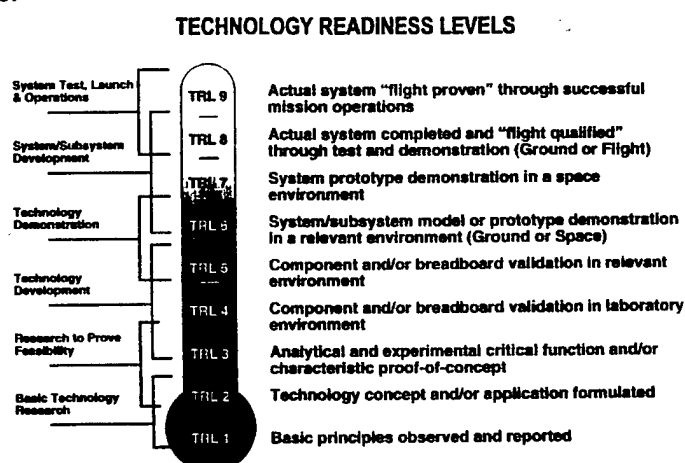 TECHNOLOGY READINESS LEVELS
System Test, Launch
& Operations
System/Subsystem
Development
Technology
Demonstration
Technology
Development
Research to Prove
Feasibility
Basic Technology
Research
TRL 9
TRL 8
TRL 7
TRL 6
TRL 5
TRL 4
TRL 3
TRL 2
TRL 1
Actual system “flight proven” through successful
mission operations
Actual system completed and “flight qualified”
through test and demonstration (Ground or Flight)
System prototype demonstration in a space
environment
System/subsystem model or prototype demonstration
in a relevant environment (Ground or Space)
Component and/or breadboard validation in relevant
environment
Component and/or breadboard validation in laboratory
environment
Analytical and experimental critical function and/or
characteristic proof-of-concept
Technology concept and/or application formulated
Basic principles observed and reported